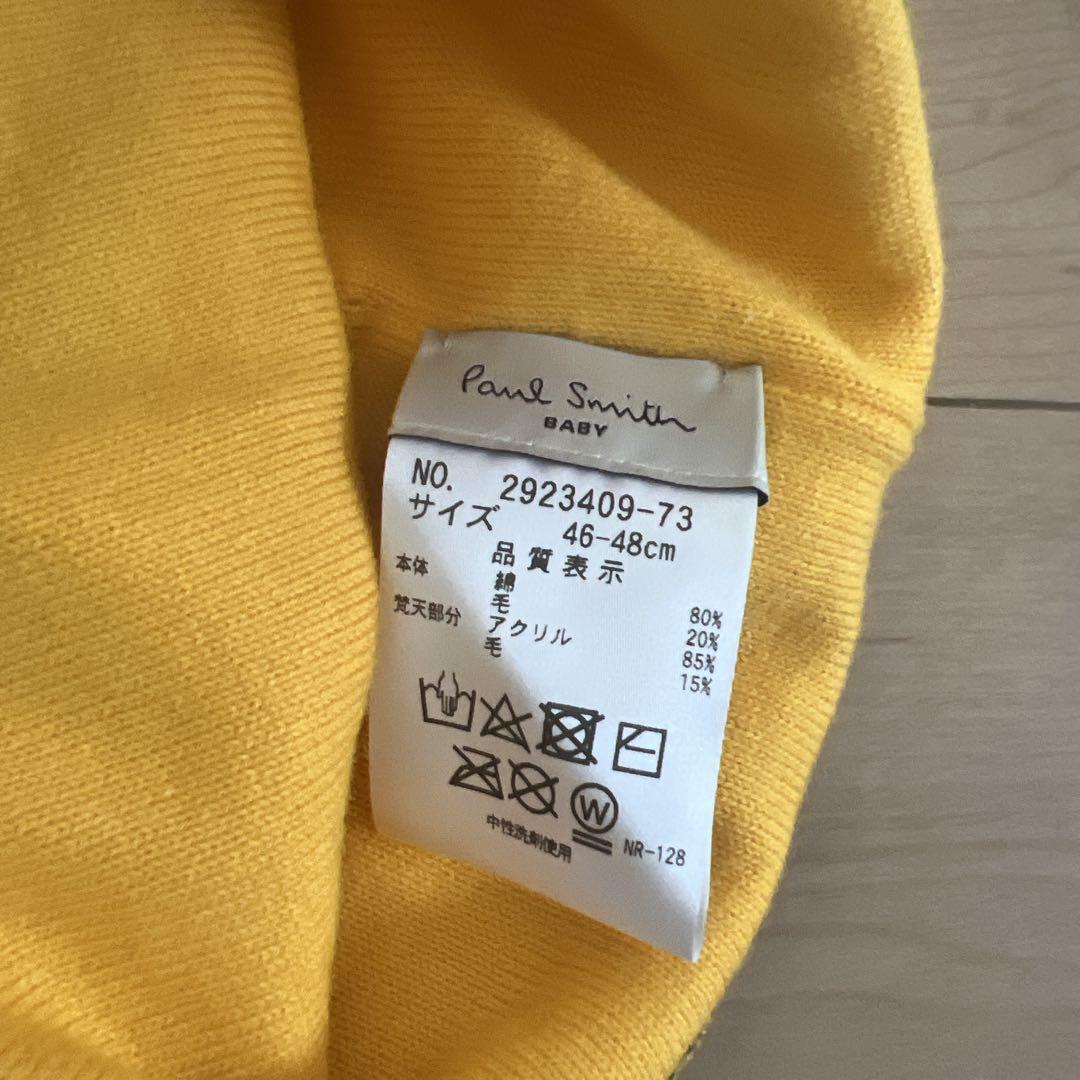 Paul Smith
BABY
NO. 2923409-73
サイズ 46-48cm
品質表示
本体 綿 80%
毛 20%
梵天部分 アクリル 85%
毛 15%
W
中性洗剤使用 NR-128